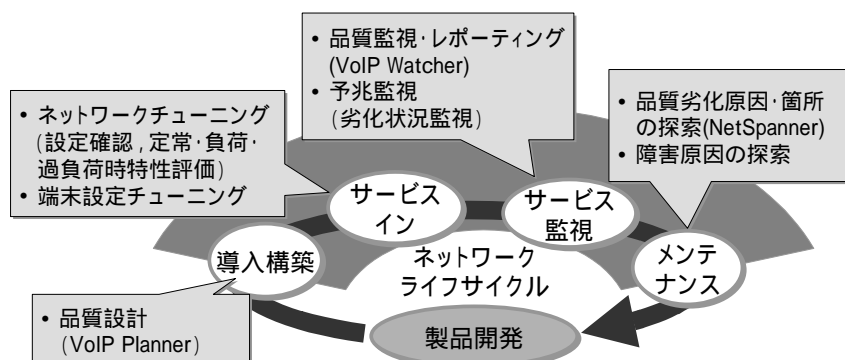 • 品質監視・レポーティング
(VoIP Watcher)
• 予兆監視
(劣化状況監視)
• ネットワークチューニング
(設定確認,定常・負荷・
過負荷時特性評価)
• 端末設定チューニング
• 品質劣化原因・箇所
の探索(NetSpanner)
• 障害原因の探索
サービス
イン
サービス
監視
導入構築
ネットワーク
ライフサイクル
メンテ
ナンス
• 品質設計
(VoIP Planner)
製品開発